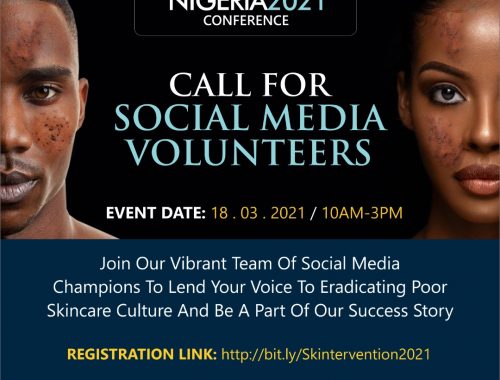 NIGERIA2021
CONFERENCE
CALL FOR
SOCIAL MEDIA
VOLUNTEERS
EVENT DATE: 18 . 03 . 2021 / 10AM-3PM
Join Our Vibrant Team Of Social Media
Champions To Lend Your Voice To Eradicating Poor
Skincare Culture And Be A Part Of Our Success Story
REGISTRATION LINK: http://bit.ly/Skintervention2021